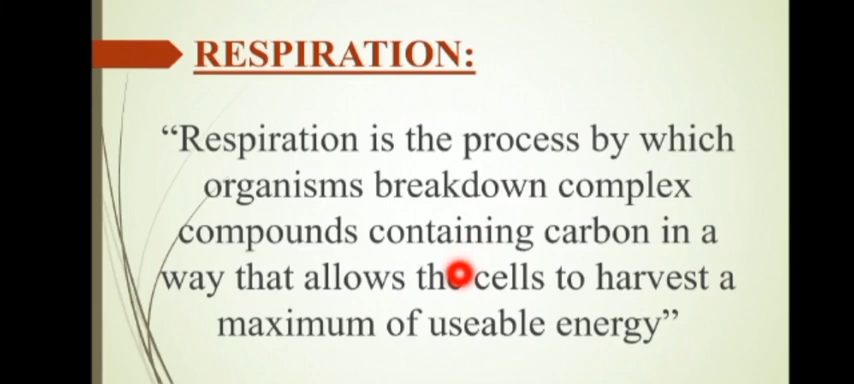 RESPIRATION:
“Respiration is the process by which
organisms breakdown complex
compounds containing carbon in a
way that allows the cells to harvest a
maximum of useable energy”